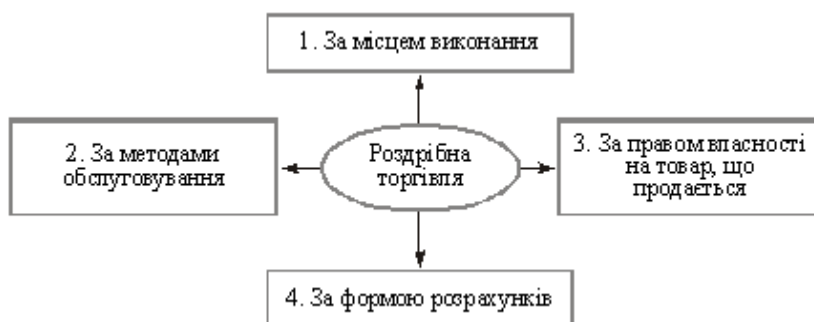 1. За місцем виконання
2. За методами
обслуговування
Роздрібна
торгівля
3. За правом власності
на товар, що
продається
4. За формою розрахунків